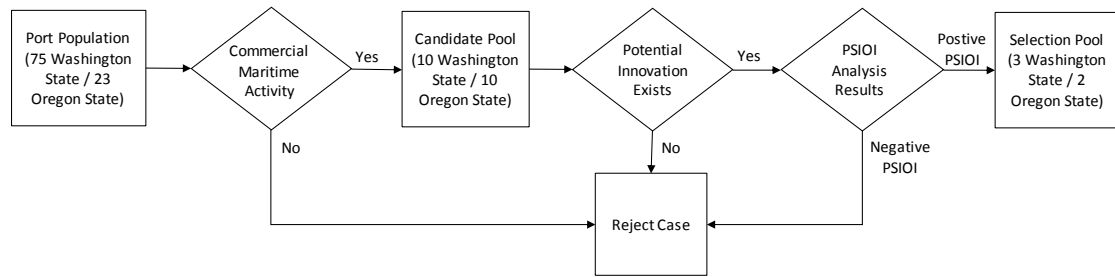 Port Population
(75 Washington
State / 23
Oregon State)
Commercial
Maritime
Activity
Yes
No
Candidate Pool
(10 Washington
State / 10
Oregon State)
Potential
Innovation
Exists
Yes
No
PSIOI
Analysis
Results
Postive
PSIOI
Negative
PSIOI
Selection Pool
(3 Washington
State / 2
Oregon State)
Reject Case